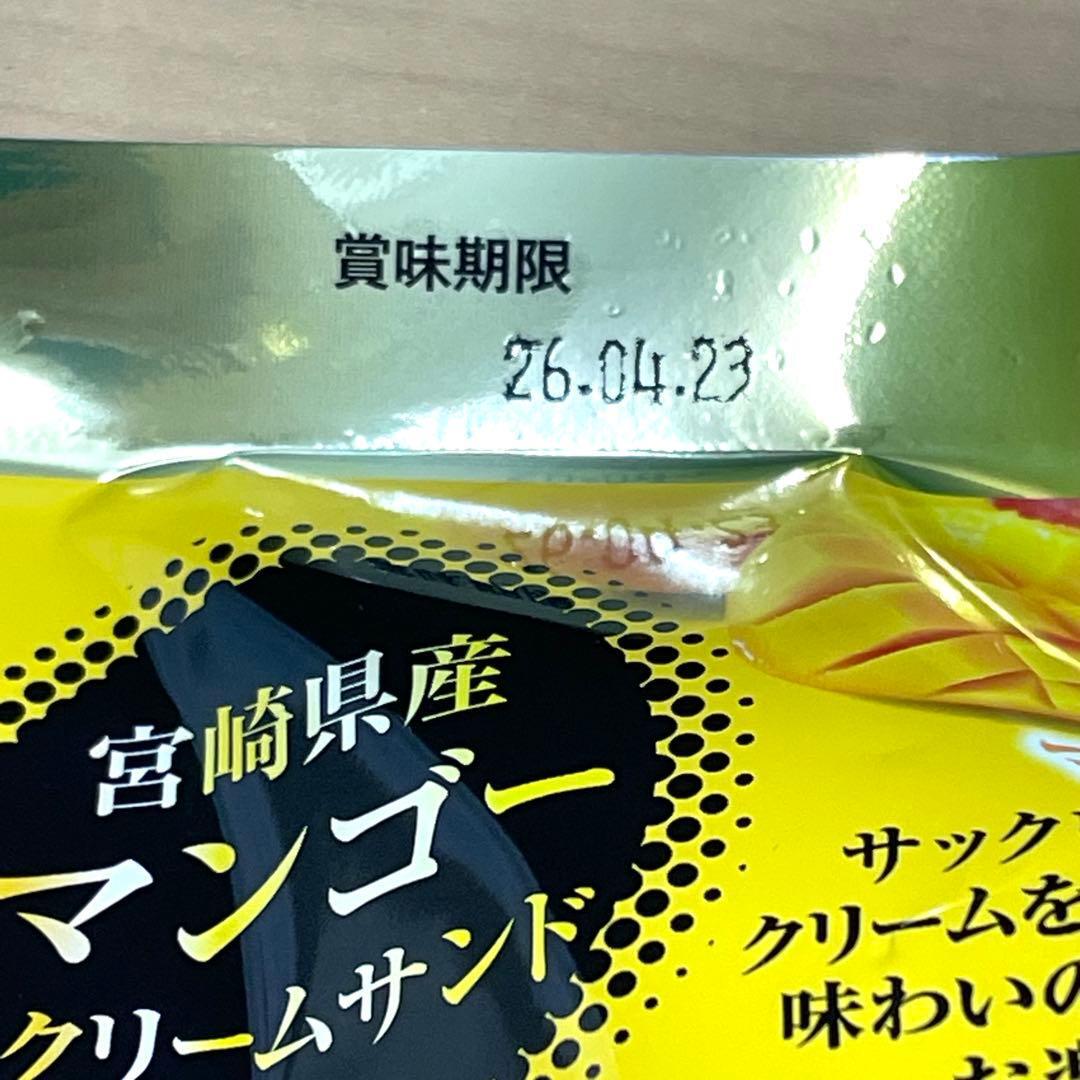 賞味期限
26.04.23
宮崎県産
マンゴー
クリームサンド
サック
クリームを
味わいの